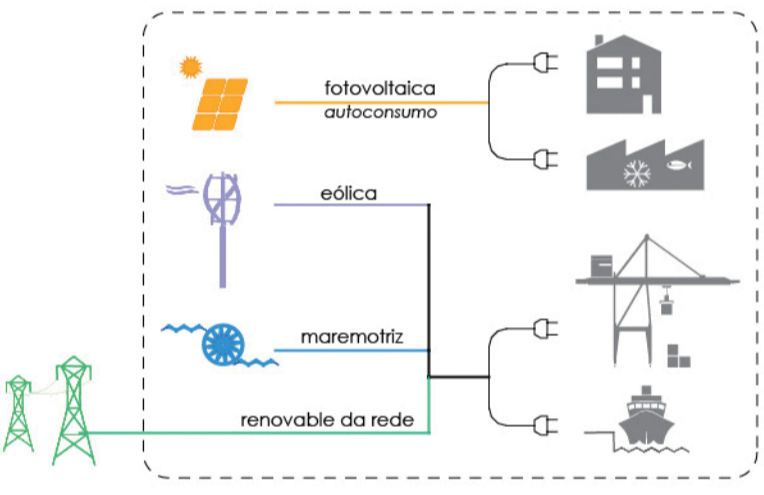 fotovoltaica
autoconsumo
eólica
maremotriz
renovable da rede